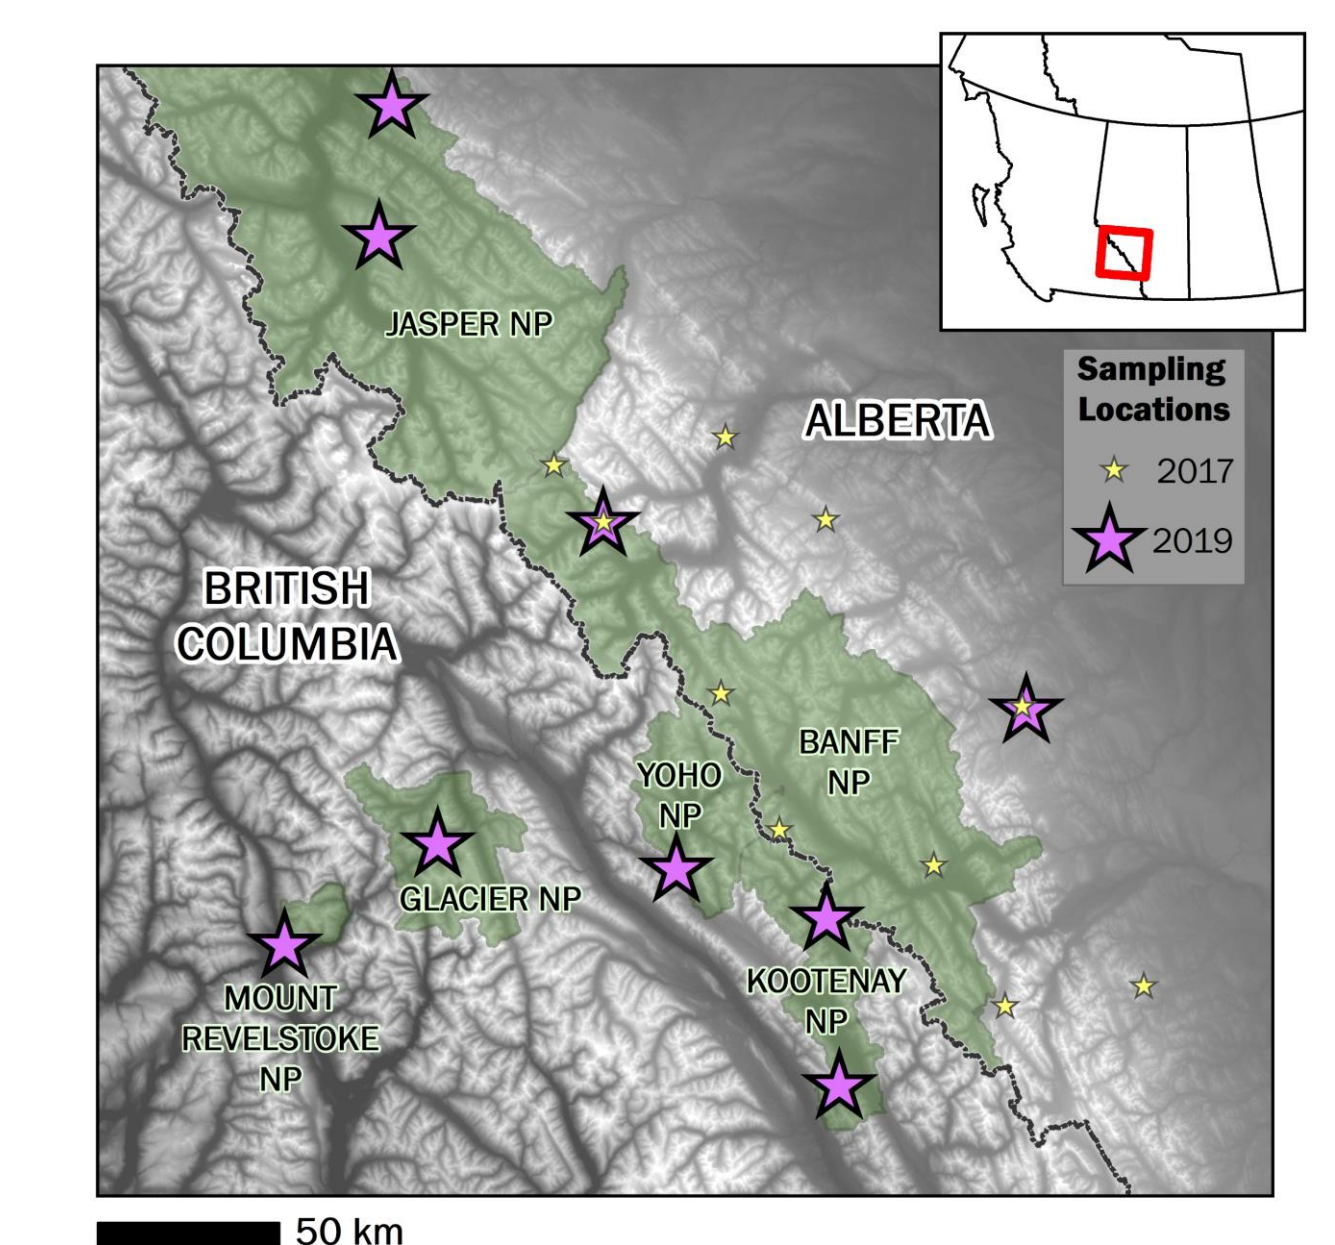 JASPER NP
ALBERTA
Sampling
Locations
2017
2019
BRITISH
COLUMBIA
BANFF
NP
YOHO
NP
GLACIER NP
KOOTENAY
NP
MOUNT
REVELSTOKE
NP
50 km